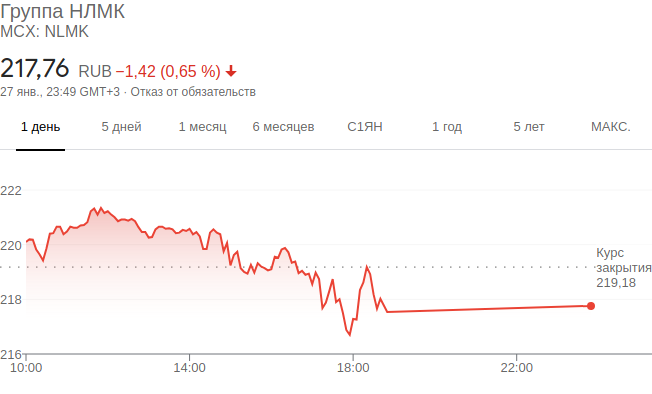 Группа НЛМК
MCX: NLMK
217,76 RUB −1,42 (0,65 %)
27 янв., 23:49 GMT+3 · Отказ от обязательств
1 день 5 дней 1 месяц 6 месяцев С1ЯН 1 год 5 лет МАКС.
222
220
Курс
закрытия
219,18
218
216
10:00 14:00 18:00 22:00